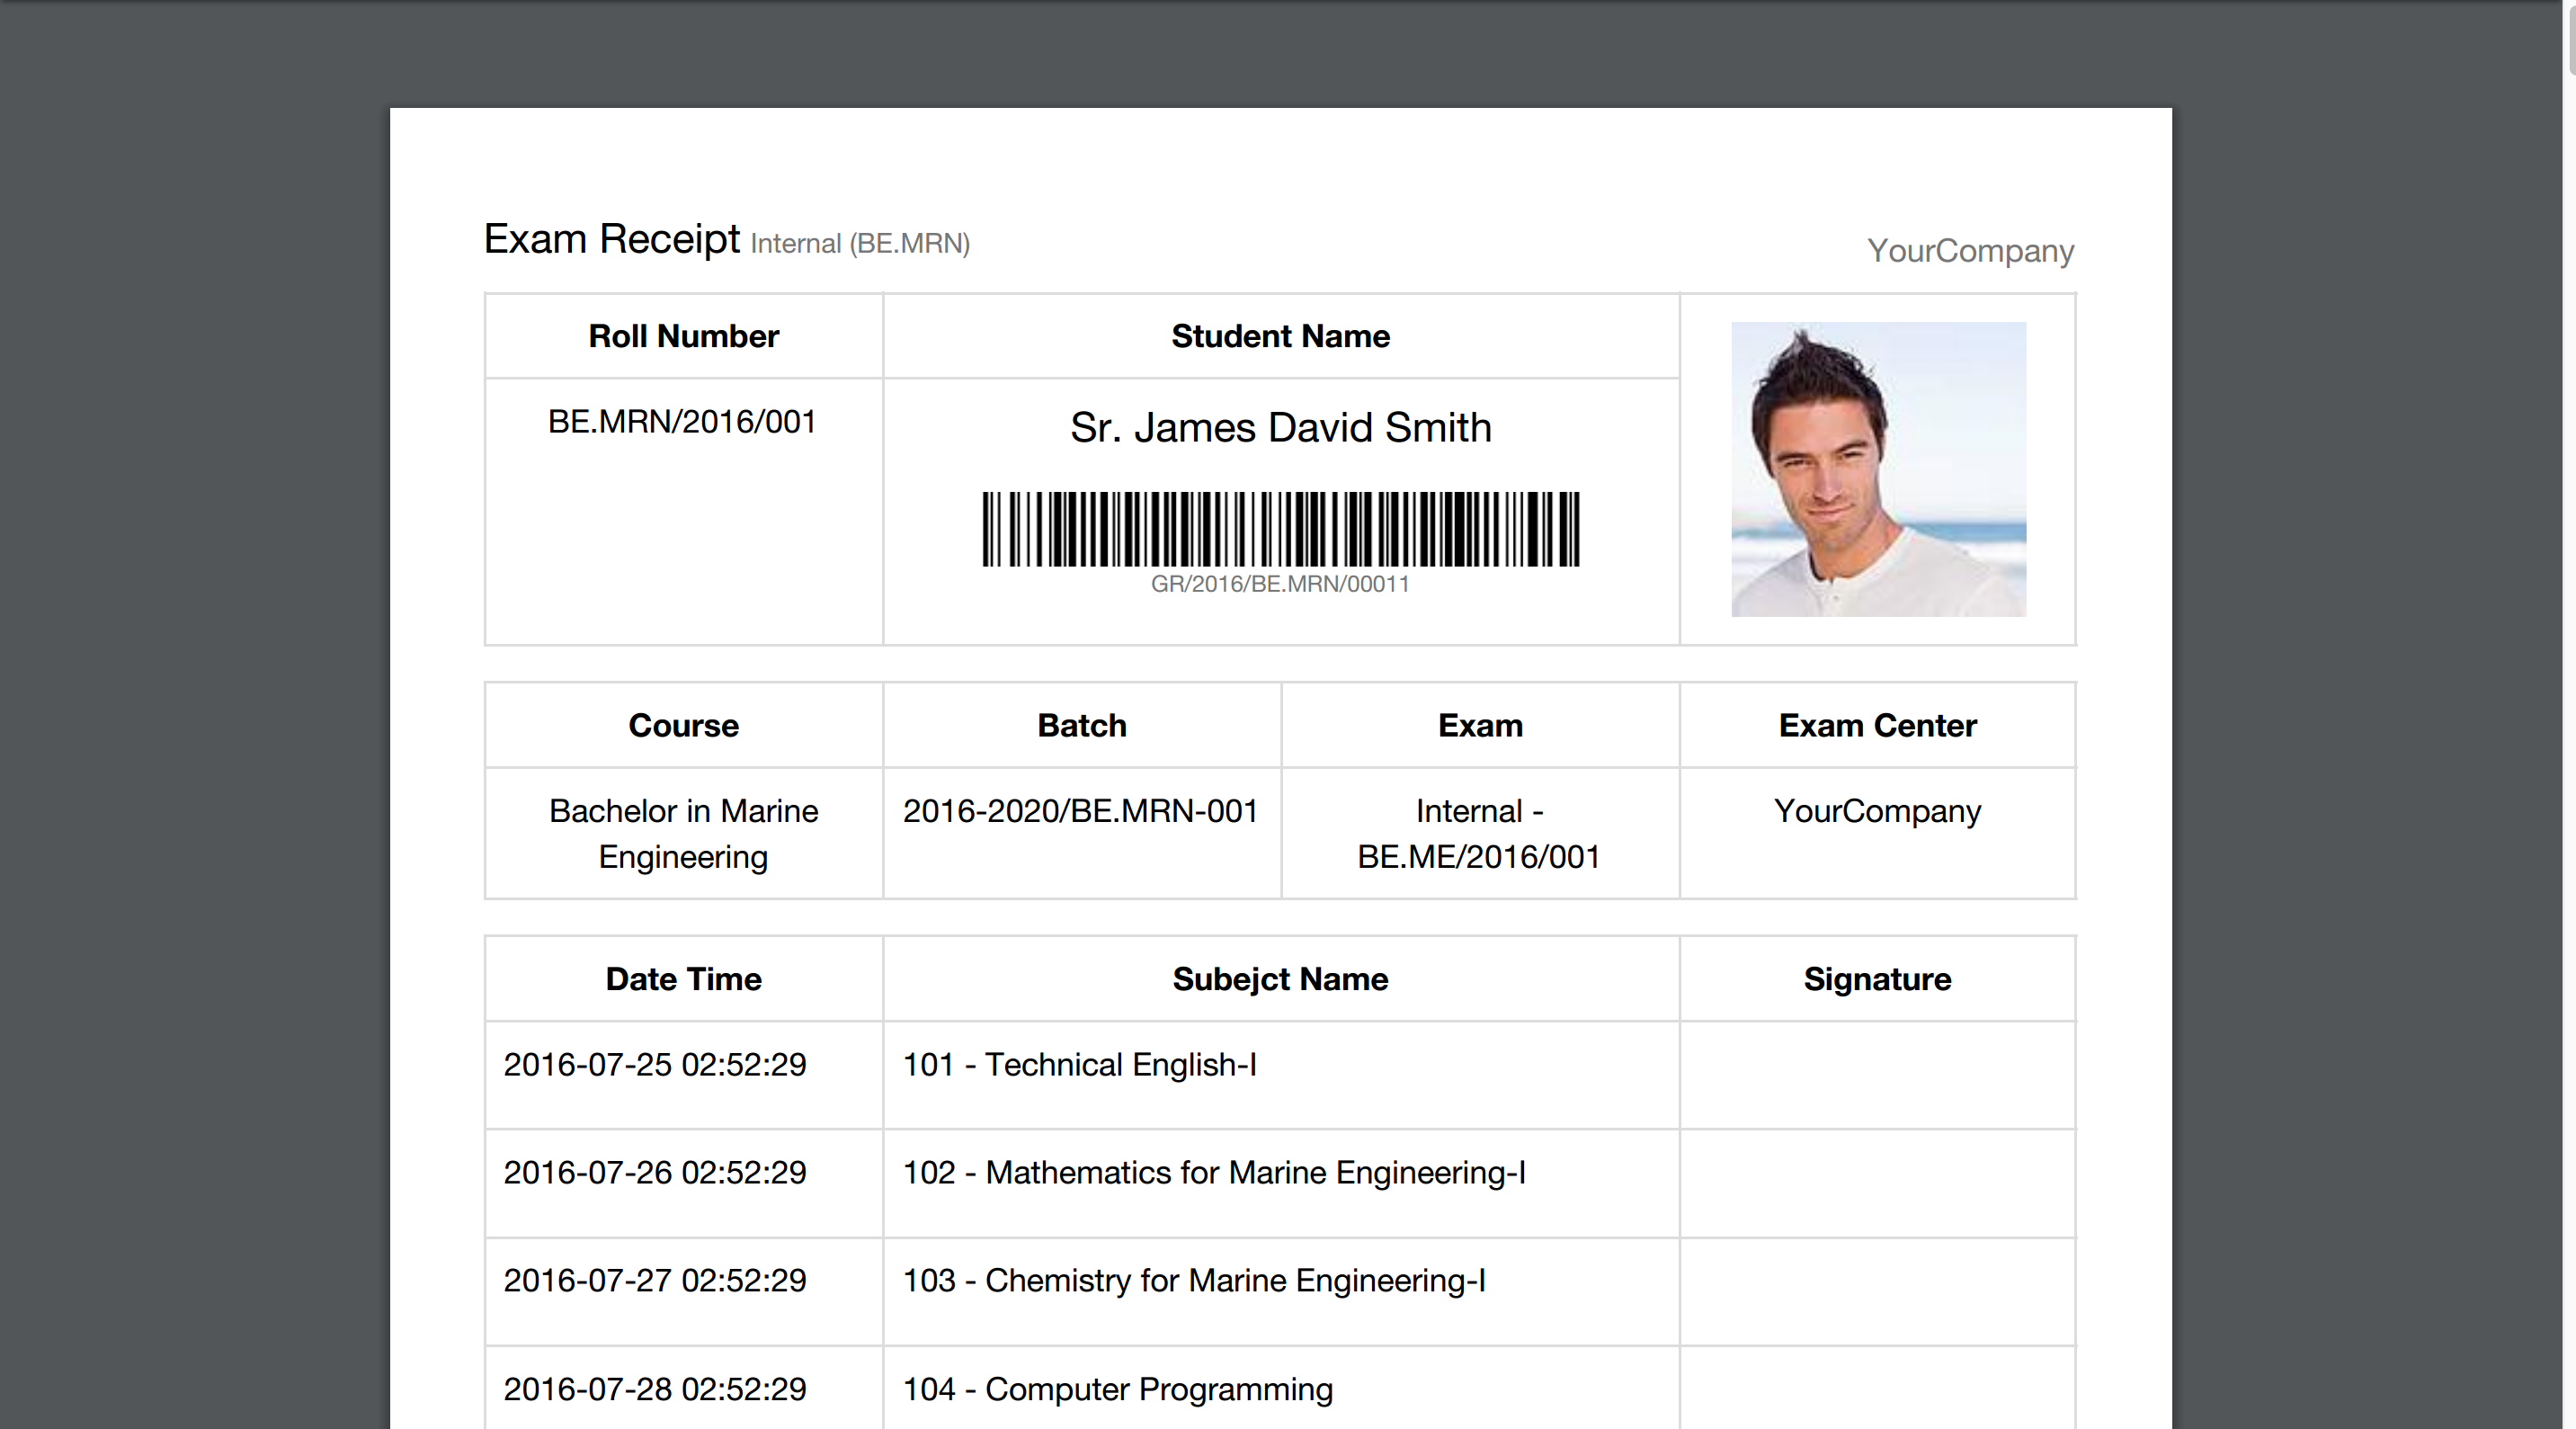 Exam Receipt Internal (BE.MRN)
YourCompany
Roll Number
Student Name
BE.MRN/2016/001
Sr. James David Smith
GR/2016/BE.MRN/00011
Course
Batch
Exam
Exam Center
Bachelor in Marine
Engineering
2016-2020/BE.MRN-001
Internal -
BE.ME/2016/001
YourCompany
Date Time
Subejct Name
Signature
2016-07-25 02:52:29
101 - Technical English-I
2016-07-26 02:52:29
102 - Mathematics for Marine Engineering-I
2016-07-27 02:52:29
103 - Chemistry for Marine Engineering-I
2016-07-28 02:52:29
104 - Computer Programming